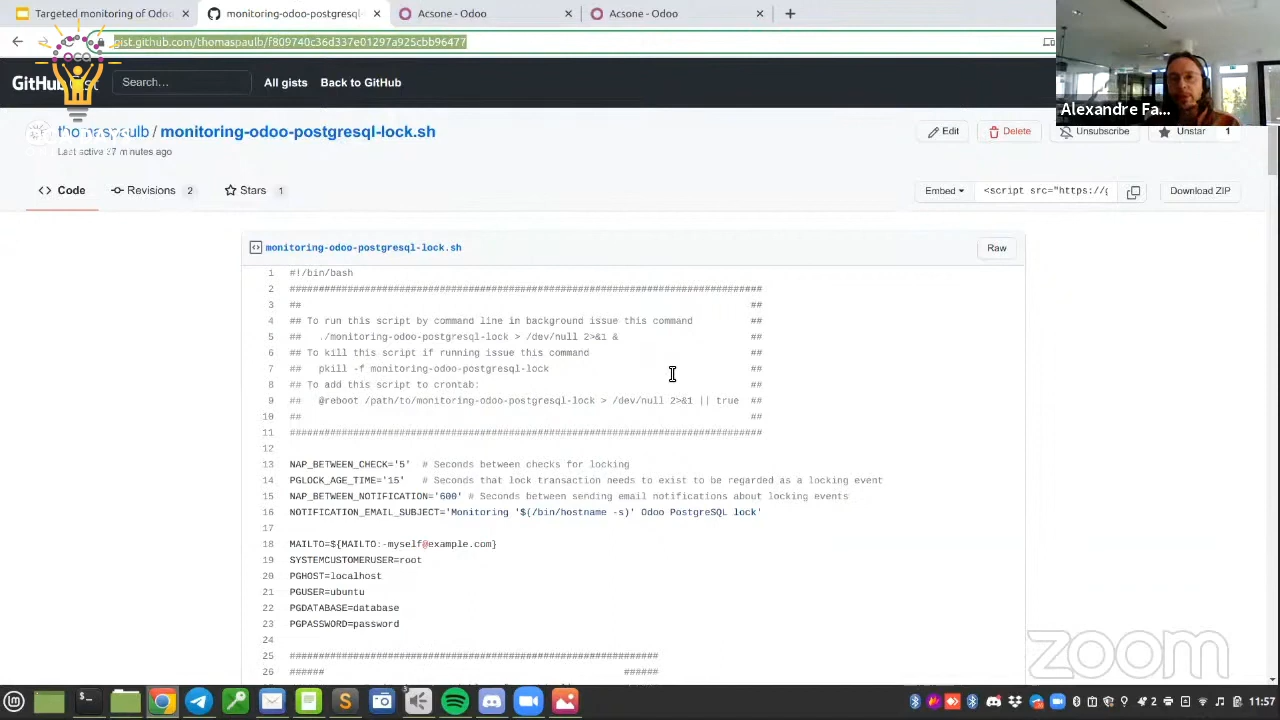 Targeted monitoring of Odoo
monitoring-odoo-postgresql-
Acsone - Odoo
Acsone - Odoo
gist.github.com/thomaspaulb/f809740c36d337e01297a925cbb96477
GitHub Gist
Search...
All gists
Back to GitHub
Alexandre Fa...
thomaspaulb / monitoring-odoo-postgresql-lock.sh
Edit
Delete
Unsubscribe
Unstar
1
minutes ago
Code
Revisions 2
Stars 1
Embed
<script src="https://g
Download ZIP
monitoring-odoo-postgresql-lock.sh
Raw
1 #!/bin/bash
2 ##################################################################################
3 ## ##
4 ## To run this script by command line in background issue this command ##
5 ## ./monitoring-odoo-postgresql-lock > /dev/null 2>&1 & ##
6 ## To kill this script if running issue this command ##
7 ## pkill -f monitoring-odoo-postgresql-lock ##
8 ## To add this script to crontab: ##
9 ## @reboot /path/to/monitoring-odoo-postgresql-lock > /dev/null 2>&1 || true ##
10 ## ##
11 ##################################################################################
12
13 NAP_BETWEEN_CHECK='5' # Seconds between checks for locking
14 PGLOCK_AGE_TIME='15' # Seconds that lock transaction needs to exist to be regarded as a locking event
15 NAP_BETWEEN_NOTIFICATION='600' # Seconds between sending email notifications about locking events
16 NOTIFICATION_EMAIL_SUBJECT='Monitoring '$(/bin/hostname -s)' Odoo PostgreSQL lock'
17
18 MAILTO=${MAILTO:-myself@example.com}
19 SYSTEMCUSTOMERUSER=root
20 PGHOST=localhost
21 PGUSER=ubuntu
22 PGDATABASE=database
23 PGPASSWORD=password
24
25 ################################################################
26 ###### ######
zoom
2
11:57